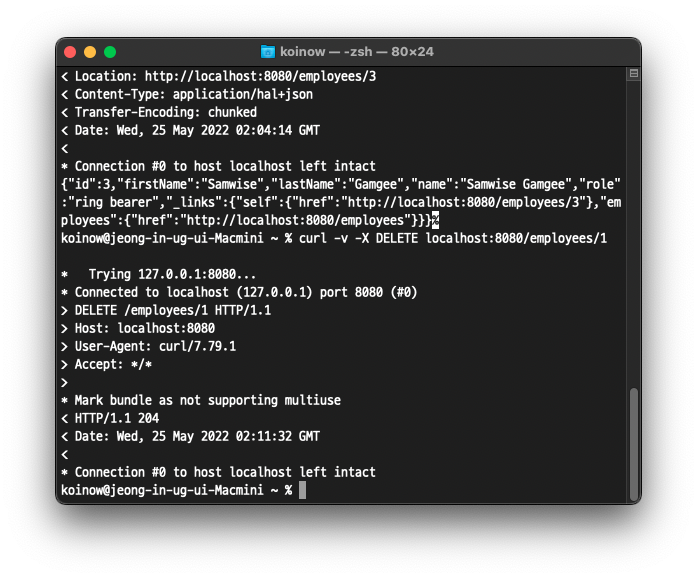 koinow — -zsh — 80×24
< Location: http://localhost:8080/employees/3
< Content-Type: application/hal+json
< Transfer-Encoding: chunked
< Date: Wed, 25 May 2022 02:04:14 GMT
<
* Connection #0 to host localhost left intact
{"id":3,"firstName":"Samwise","lastName":"Gamgee","name":"Samwise Gamgee","role"
:"ring bearer","_links":{"self":{"href":"http://localhost:8080/employees/3"},"em
ployees":{"href":"http://localhost:8080/employees"}}}%
koinow@jeong-in-ug-ui-Macmini ~ % curl -v -X DELETE localhost:8080/employees/1
*   Trying 127.0.0.1:8080...
* Connected to localhost (127.0.0.1) port 8080 (#0)
> DELETE /employees/1 HTTP/1.1
> Host: localhost:8080
> User-Agent: curl/7.79.1
> Accept: */*
>
* Mark bundle as not supporting multiuse
< HTTP/1.1 204
< Date: Wed, 25 May 2022 02:11:32 GMT
<
* Connection #0 to host localhost left intact
koinow@jeong-in-ug-ui-Macmini ~ %